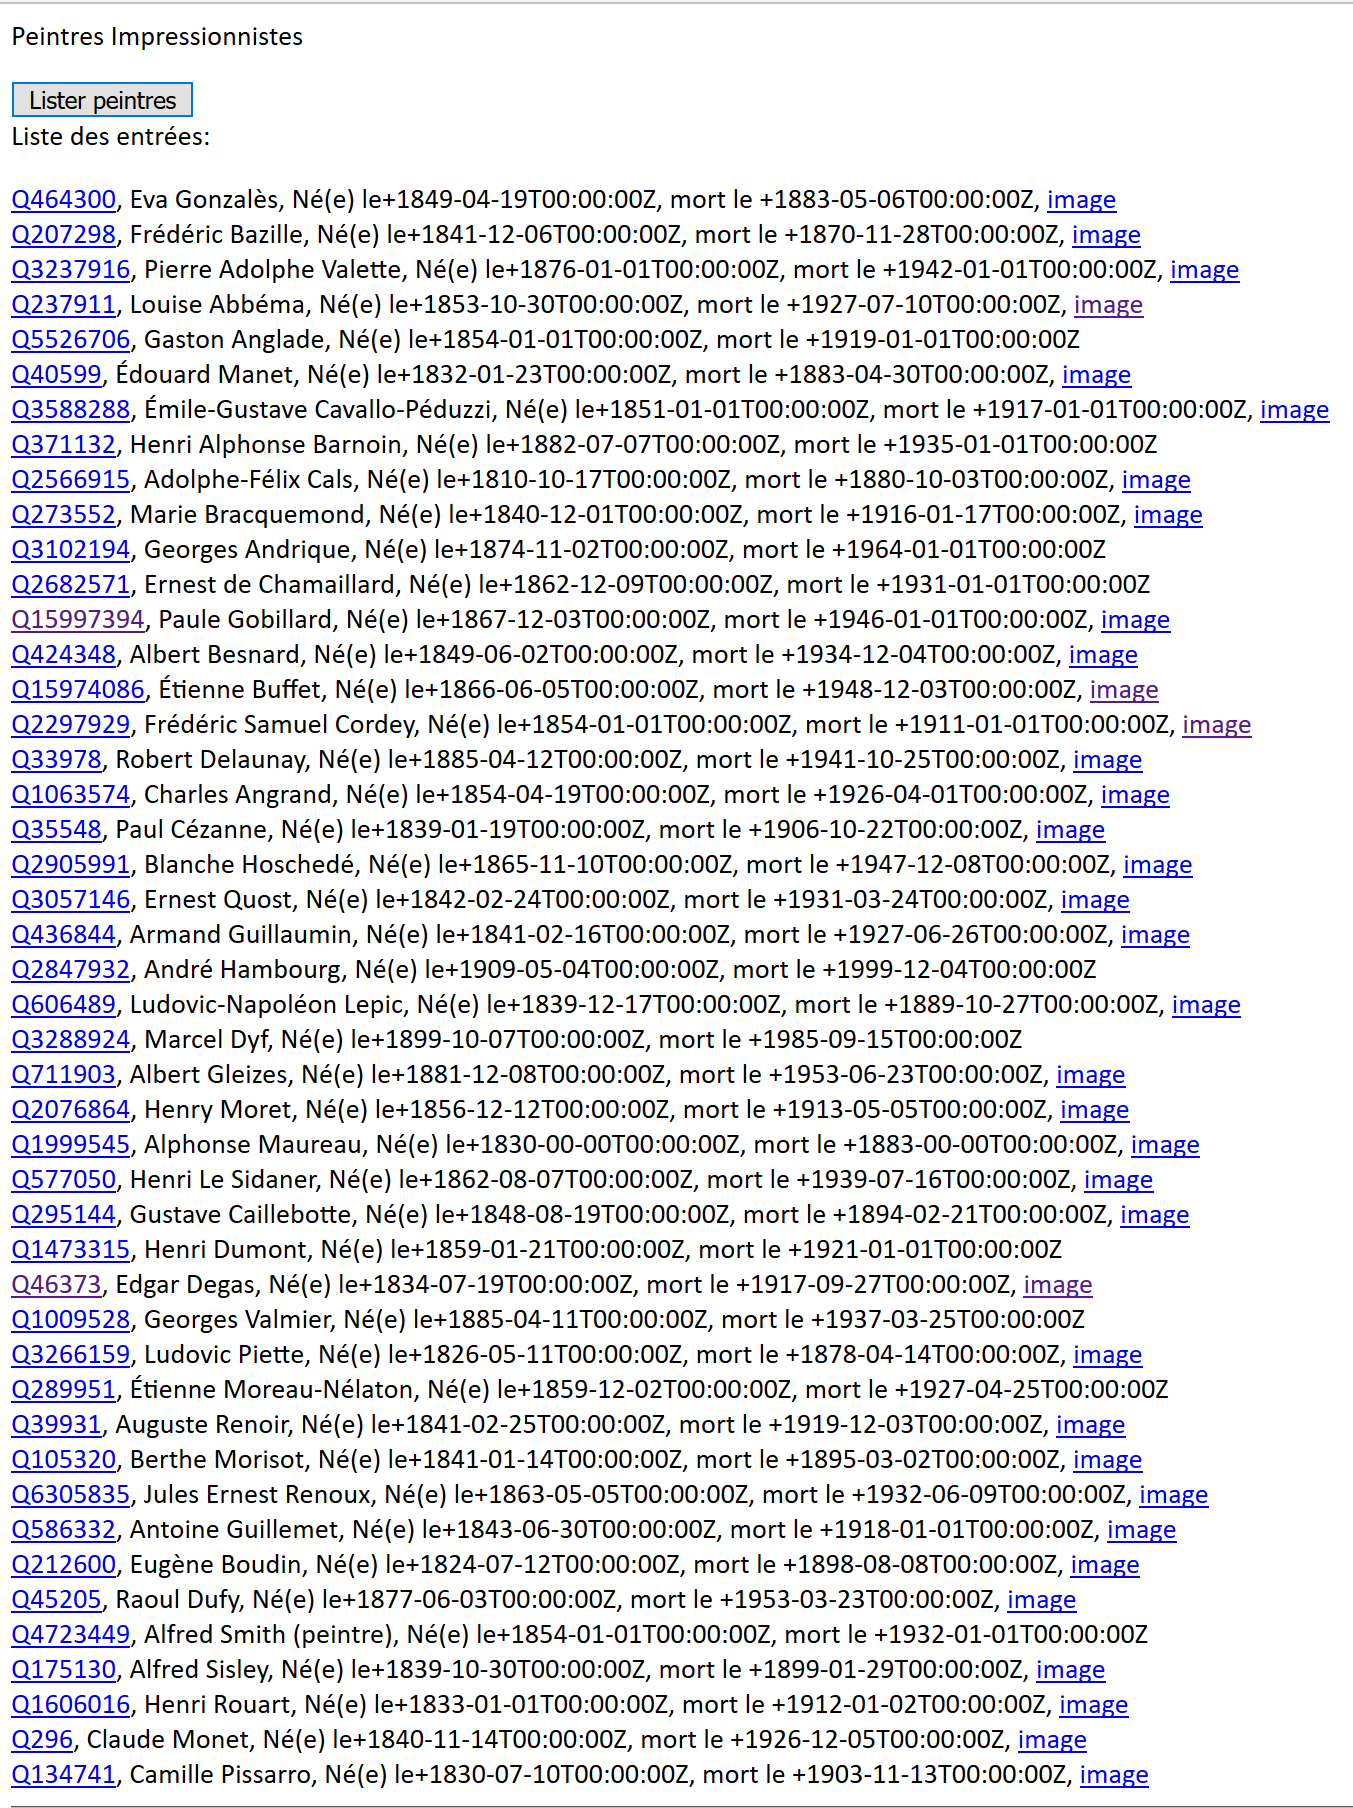 Peintres Impressionnistes
Lister peintres
Liste des entrées:
Q464300, Eva Gonzalès, Né(e) le+1849-04-19T00:00:00Z, mort le +1883-05-06T00:00:00Z, image
Q207298, Frédéric Bazille, Né(e) le+1841-12-06T00:00:00Z, mort le +1870-11-28T00:00:00Z, image
Q3237916, Pierre Adolphe Valette, Né(e) le+1876-01-01T00:00:00Z, mort le +1942-01-01T00:00:00Z, image
Q237911, Louise Abbéma, Né(e) le+1853-10-30T00:00:00Z, mort le +1927-07-10T00:00:00Z, image
Q5526706, Gaston Anglade, Né(e) le+1854-01-01T00:00:00Z, mort le +1919-01-01T00:00:00Z
Q40599, Édouard Manet, Né(e) le+1832-01-23T00:00:00Z, mort le +1883-04-30T00:00:00Z, image
Q3588288, Émile-Gustave Cavallo-Péduzzi, Né(e) le+1851-01-01T00:00:00Z, mort le +1917-01-01T00:00:00Z, image
Q371132, Henri Alphonse Barnoin, Né(e) le+1882-07-07T00:00:00Z, mort le +1935-01-01T00:00:00Z
Q2566915, Adolphe-Félix Cals, Né(e) le+1810-10-17T00:00:00Z, mort le +1880-10-03T00:00:00Z, image
Q273552, Marie Bracquemond, Né(e) le+1840-12-01T00:00:00Z, mort le +1916-01-17T00:00:00Z, image
Q3102194, Georges Andrique, Né(e) le+1874-11-02T00:00:00Z, mort le +1964-01-01T00:00:00Z
Q2682571, Ernest de Chamaillard, Né(e) le+1862-12-09T00:00:00Z, mort le +1931-01-01T00:00:00Z
Q15997394, Paule Gobillard, Né(e) le+1867-12-03T00:00:00Z, mort le +1946-01-01T00:00:00Z, image
Q424348, Albert Besnard, Né(e) le+1849-06-02T00:00:00Z, mort le +1934-12-04T00:00:00Z, image
Q15974086, Étienne Buffet, Né(e) le+1866-06-05T00:00:00Z, mort le +1948-12-03T00:00:00Z, image
Q2297929, Frédéric Samuel Cordey, Né(e) le+1854-01-01T00:00:00Z, mort le +1911-01-01T00:00:00Z, image
Q33978, Robert Delaunay, Né(e) le+1885-04-12T00:00:00Z, mort le +1941-10-25T00:00:00Z, image
Q1063574, Charles Angrand, Né(e) le+1854-04-19T00:00:00Z, mort le +1926-04-01T00:00:00Z, image
Q35548, Paul Cézanne, Né(e) le+1839-01-19T00:00:00Z, mort le +1906-10-22T00:00:00Z, image
Q2905991, Blanche Hoschedé, Né(e) le+1865-11-10T00:00:00Z, mort le +1947-12-08T00:00:00Z, image
Q3057146, Ernest Quost, Né(e) le+1842-02-24T00:00:00Z, mort le +1931-03-24T00:00:00Z, image
Q436844, Armand Guillaumin, Né(e) le+1841-02-16T00:00:00Z, mort le +1927-06-26T00:00:00Z, image
Q2847932, André Hambourg, Né(e) le+1909-05-04T00:00:00Z, mort le +1999-12-04T00:00:00Z
Q606489, Ludovic-Napoléon Lepic, Né(e) le+1839-12-17T00:00:00Z, mort le +1889-10-27T00:00:00Z, image
Q3288924, Marcel Dyf, Né(e) le+1899-10-07T00:00:00Z, mort le +1985-09-15T00:00:00Z
Q711903, Albert Gleizes, Né(e) le+1881-12-08T00:00:00Z, mort le +1953-06-23T00:00:00Z, image
Q2076864, Henry Moret, Né(e) le+1856-12-12T00:00:00Z, mort le +1913-05-05T00:00:00Z, image
Q1999545, Alphonse Maureau, Né(e) le+1830-00-00T00:00:00Z, mort le +1883-00-00T00:00:00Z, image
Q577050, Henri Le Sidaner, Né(e) le+1862-08-07T00:00:00Z, mort le +1939-07-16T00:00:00Z, image
Q295144, Gustave Caillebotte, Né(e) le+1848-08-19T00:00:00Z, mort le +1894-02-21T00:00:00Z, image
Q1473315, Henri Dumont, Né(e) le+1859-01-21T00:00:00Z, mort le +1921-01-01T00:00:00Z
Q46373, Edgar Degas, Né(e) le+1834-07-19T00:00:00Z, mort le +1917-09-27T00:00:00Z, image
Q1009528, Georges Valmier, Né(e) le+1885-04-11T00:00:00Z, mort le +1937-03-25T00:00:00Z
Q3266159, Ludovic Piette, Né(e) le+1826-05-11T00:00:00Z, mort le +1878-04-14T00:00:00Z, image
Q289951, Étienne Moreau-Nélaton, Né(e) le+1859-12-02T00:00:00Z, mort le +1927-04-25T00:00:00Z
Q39931, Auguste Renoir, Né(e) le+1841-02-25T00:00:00Z, mort le +1919-12-03T00:00:00Z, image
Q105320, Berthe Morisot, Né(e) le+1841-01-14T00:00:00Z, mort le +1895-03-02T00:00:00Z, image
Q6305835, Jules Ernest Renoux, Né(e) le+1863-05-05T00:00:00Z, mort le +1932-06-09T00:00:00Z, image
Q586332, Antoine Guillemet, Né(e) le+1843-06-30T00:00:00Z, mort le +1918-01-01T00:00:00Z, image
Q212600, Eugène Boudin, Né(e) le+1824-07-12T00:00:00Z, mort le +1898-08-08T00:00:00Z, image
Q45205, Raoul Dufy, Né(e) le+1877-06-03T00:00:00Z, mort le +1953-03-23T00:00:00Z, image
Q4723449, Alfred Smith (peintre), Né(e) le+1854-01-01T00:00:00Z, mort le +1932-01-01T00:00:00Z
Q175130, Alfred Sisley, Né(e) le+1839-10-30T00:00:00Z, mort le +1899-01-29T00:00:00Z, image
Q1606016, Henri Rouart, Né(e) le+1833-01-01T00:00:00Z, mort le +1912-01-02T00:00:00Z, image
Q296, Claude Monet, Né(e) le+1840-11-14T00:00:00Z, mort le +1926-12-05T00:00:00Z, image
Q134741, Camille Pissarro, Né(e) le+1830-07-10T00:00:00Z, mort le +1903-11-13T00:00:00Z, image